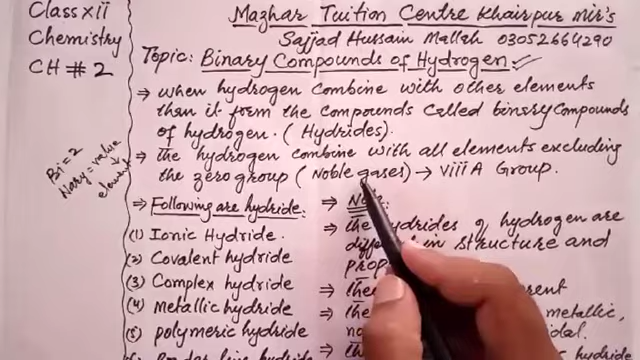 Class XII
Chemistry
CH # 2
Mazhar Tuition Centre Khairpur Mir's
Sajjad Hussain Mallah 03052664290
Topic: Binary Compounds of Hydrogen
→ when hydrogen combine with other elements
than it form the compounds called binary compounds
of hydrogen. (Hydrides).
→ the hydrogen combine with all elements excluding
the zero group (Noble gases) → VIII A Group.
Bi = 2
Nary = value
element
→ Following are hydride:
(1) Ionic Hydride.
(2) Covalent hydride
(3) Complex hydride
(4) Metallic hydride
(5) polymeric hydride
⇒
⇒ the hydrides of hydrogen are
in structure and
⇒
⇒ metallic,
⇒ hydride